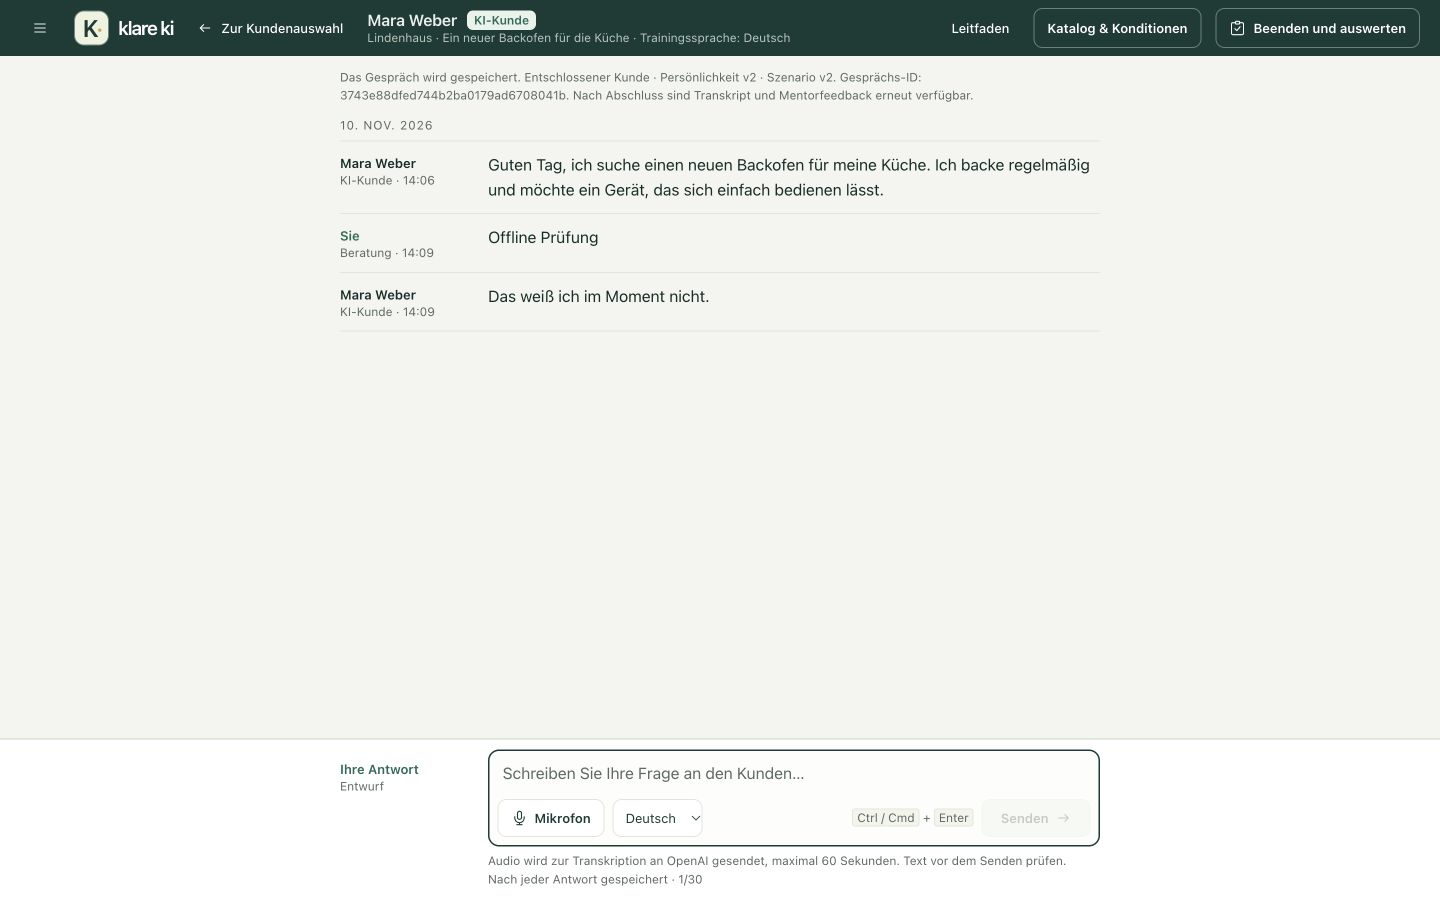 K.
klare ki
Zur Kundenauswahl
Mara Weber KI-Kunde
Lindenhaus · Ein neuer Backofen für die Küche · Trainingssprache: Deutsch
Leitfaden
Katalog & Konditionen
Beenden und auswerten
Das Gespräch wird gespeichert. Entschlossener Kunde · Persönlichkeit v2 · Szenario v2. Gesprächs-ID:
3743e88dfed744b2ba0179ad6708041b. Nach Abschluss sind Transkript und Mentorfeedback erneut verfügbar.
10. NOV. 2026
Mara Weber
KI-Kunde · 14:06
Guten Tag, ich suche einen neuen Backofen für meine Küche. Ich backe regelmäßig
und möchte ein Gerät, das sich einfach bedienen lässt.
Sie
Beratung · 14:09
Offline Prüfung
Mara Weber
KI-Kunde · 14:09
Das weiß ich im Moment nicht.
Ihre Antwort
Entwurf
Schreiben Sie Ihre Frage an den Kunden...
Mikrofon
Deutsch
Ctrl / Cmd + Enter
Senden
Audio wird zur Transkription an OpenAI gesendet, maximal 60 Sekunden. Text vor dem Senden prüfen.
Nach jeder Antwort gespeichert · 1/30